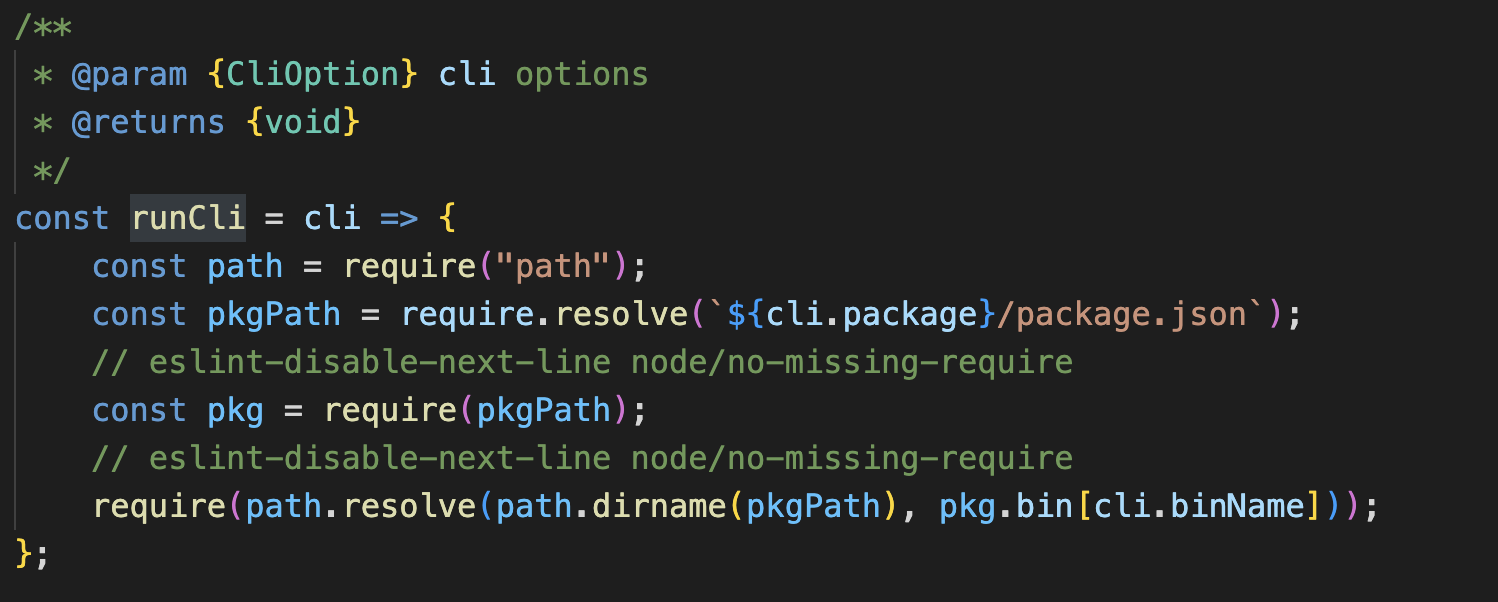 /**
 * @param {CliOption} cli options
 * @returns {void}
 */
const runCli = cli => {
    const path = require("path");
    const pkgPath = require.resolve(`${cli.package}/package.json`);
    // eslint-disable-next-line node/no-missing-require
    const pkg = require(pkgPath);
    // eslint-disable-next-line node/no-missing-require
    require(path.resolve(path.dirname(pkgPath), pkg.bin[cli.binName]));
};